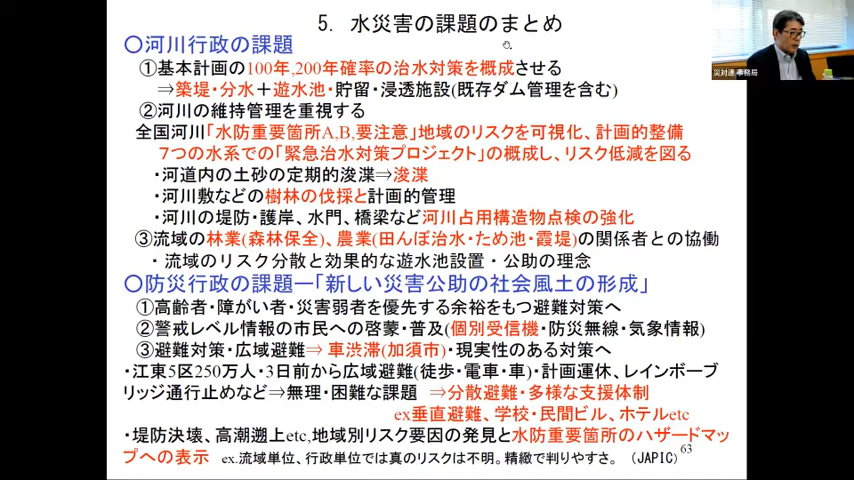 5. 水災害の課題のまとめ
〇河川行政の課題
①基本計画の100年,200年確率の治水対策を概成させる
⇒築堤・分水＋遊水池・貯留・浸透施設(既存ダム管理を含む)
②河川の維持管理を重視する
全国河川「水防重要箇所A,B,要注意」地域のリスクを可視化、計画的整備
７つの水系での「緊急治水対策プロジェクト」の概成し、リスク低減を図る
・河道内の土砂の定期的浚渫⇒浚渫
・河川敷などの樹林の伐採と計画的管理
・河川の堤防・護岸、水門、橋梁など河川占用構造物点検の強化
③流域の林業(森林保全)、農業(田んぼ治水・ため池・霞堤)の関係者との協働
・流域のリスク分散と効果的な遊水池設置・公助の理念
〇防災行政の課題―「新しい災害公助の社会風土の形成」
①高齢者・障がい者・災害弱者を優先する余裕をもつ避難対策へ
②警戒レベル情報の市民への啓蒙・普及(個別受信機・防災無線・気象情報)
③避難対策・広域避難⇒ 車渋滞(加須市)・現実性のある対策へ
・江東5区250万人・3日前から広域避難(徒歩・電車・車)・計画運休、レインボーブ
リッジ通行止めなど⇒無理・困難な課題 ⇒分散避難・多様な支援体制
ex垂直避難、学校・民間ビル、ホテルetc
・堤防決壊、高潮遡上etc,地域別リスク要因の発見と水防重要箇所のハザードマッ
プへの表示 ex.流域単位、行政単位では真のリスクは不明。精緻で判りやすさ。（JAPIC）
63
災対連 事務局